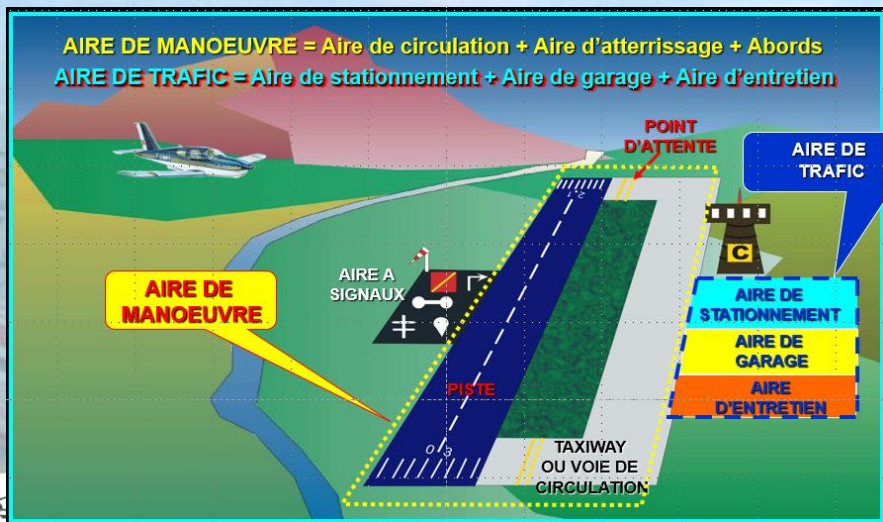 AIRE DE MANOEUVRE = Aire de circulation + Aire d'atterrissage + Abords
AIRE DE TRAFIC = Aire de stationnement + Aire de garage + Aire d'entretien
POINT
D'ATTENTE
AIRE DE
TRAFIC
C
AIRE A
SIGNAUX
AIRE DE
MANOEUVRE
AIRE DE
STATIONNEMENT
AIRE DE
GARAGE
AIRE
D'ENTRETIEN
PISTE
03
TAXIWAY
OU VOIE DE
CIRCULATION